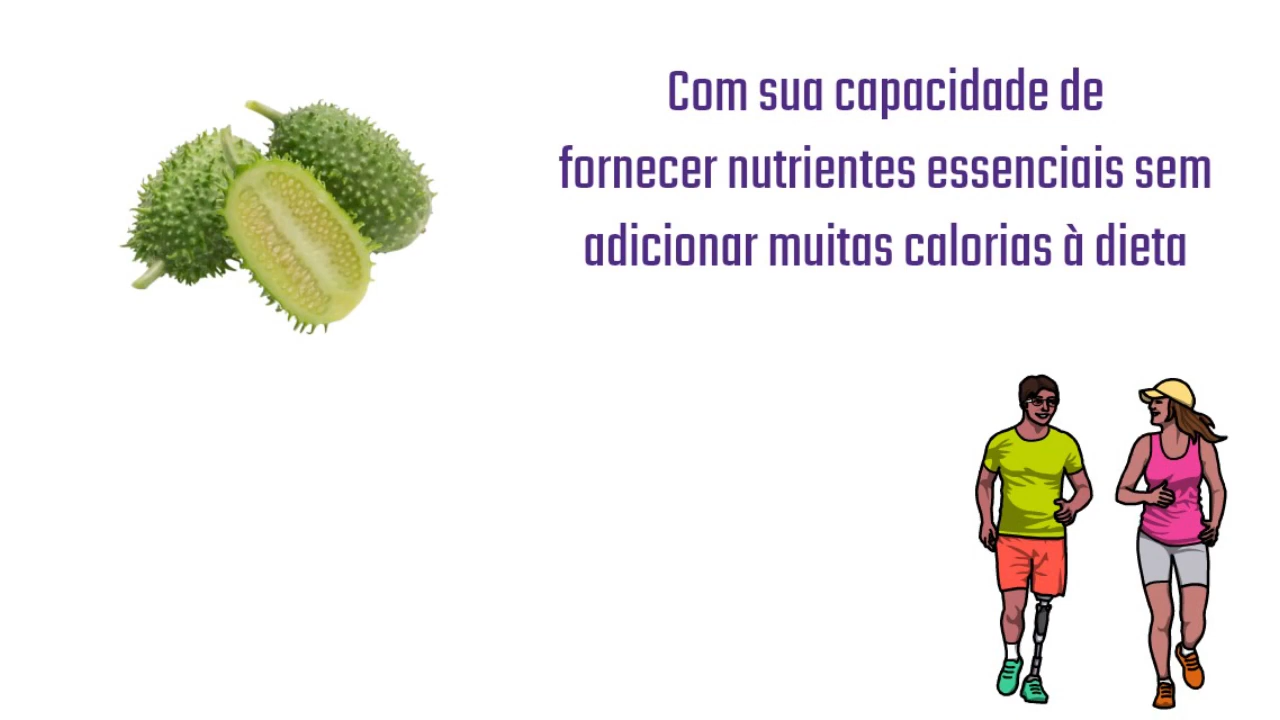 Com sua capacidade de
fornecer nutrientes essenciais sem
adicionar muitas calorias à dieta